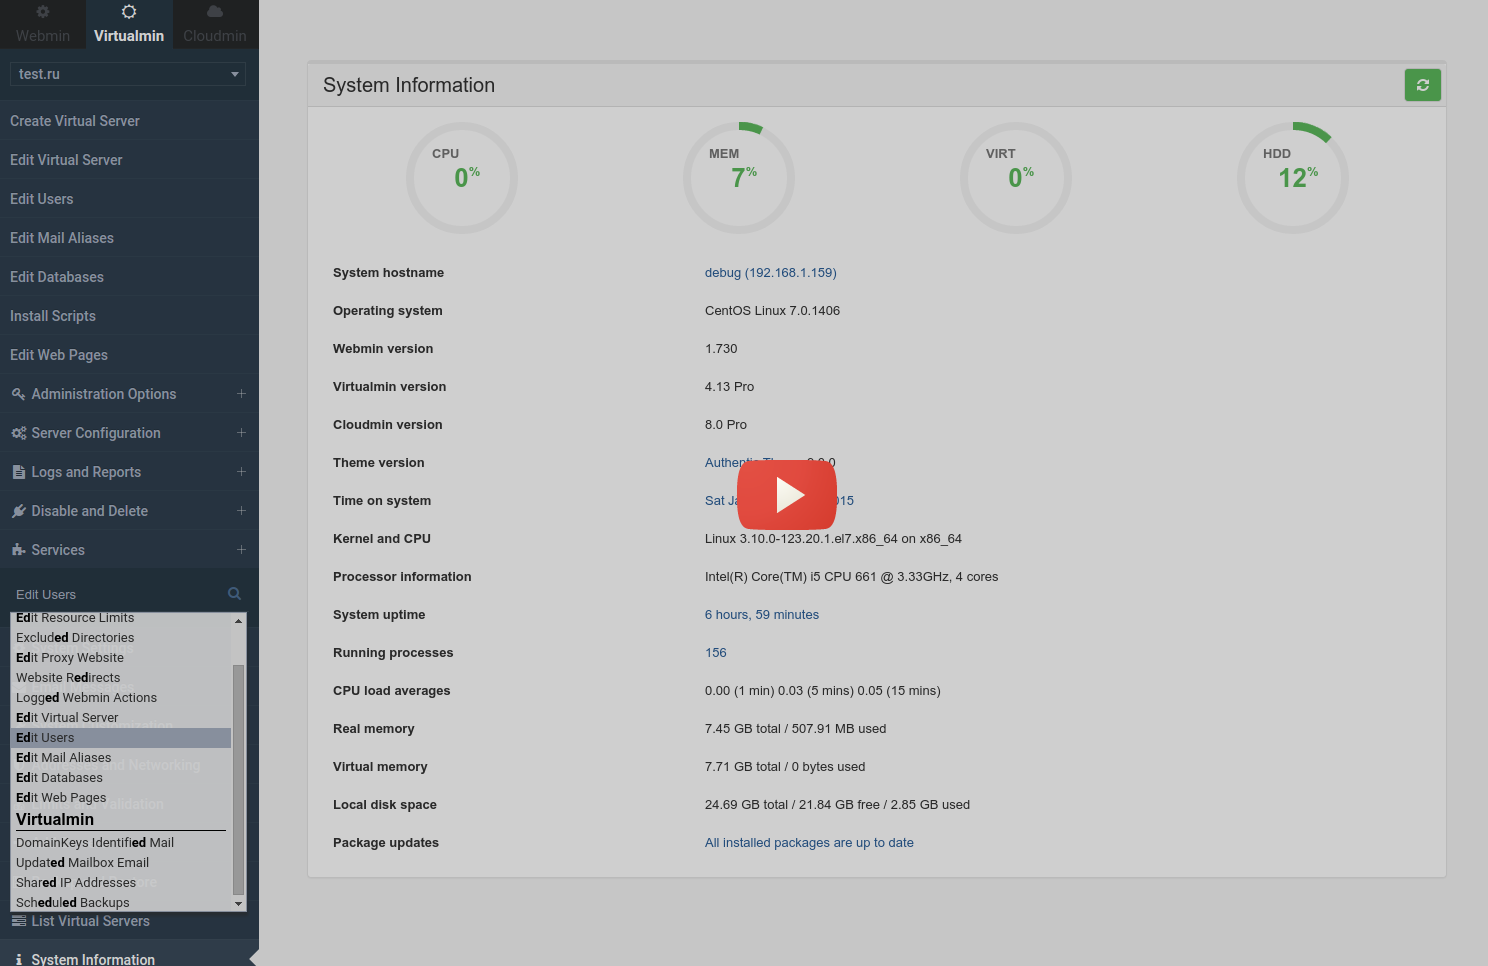 Webmin
Virtualmin
Cloudmin
test.ru
Create Virtual Server
Edit Virtual Server
Edit Users
Edit Mail Aliases
Edit Databases
Install Scripts
Edit Web Pages
Administration Options
Server Configuration
Logs and Reports
Disable and Delete
Services
Edit Users
Edit Resource Limits
Excluded Directories
Edit Proxy Website
Website Redirects
Logged Webmin Actions
Edit Virtual Server
Edit Users
Edit Mail Aliases
Edit Databases
Edit Web Pages
Virtualmin
DomainKeys Identified Mail
Updated Mailbox Email
Shared IP Addresses
Scheduled Backups
List Virtual Servers
System Information
System Information
CPU
0%
MEM
7%
VIRT
0%
HDD
12%
System hostname debug (192.168.1.159)
Operating system CentOS Linux 7.0.1406
Webmin version 1.730
Virtualmin version 4.13 Pro
Cloudmin version 8.0 Pro
Theme version
Time on system Sat 
Kernel and CPU Linux 3.10.0-123.20.1.el7.x86_64 on x86_64
Processor information Intel(R) Core(TM) i5 CPU 661 @ 3.33GHz, 4 cores
System uptime 6 hours, 59 minutes
Running processes 156
CPU load averages 0.00 (1 min) 0.03 (5 mins) 0.05 (15 mins)
Real memory 7.45 GB total / 507.91 MB used
Virtual memory 7.71 GB total / 0 bytes used
Local disk space 24.69 GB total / 21.84 GB free / 2.85 GB used
Package updates All installed packages are up to date